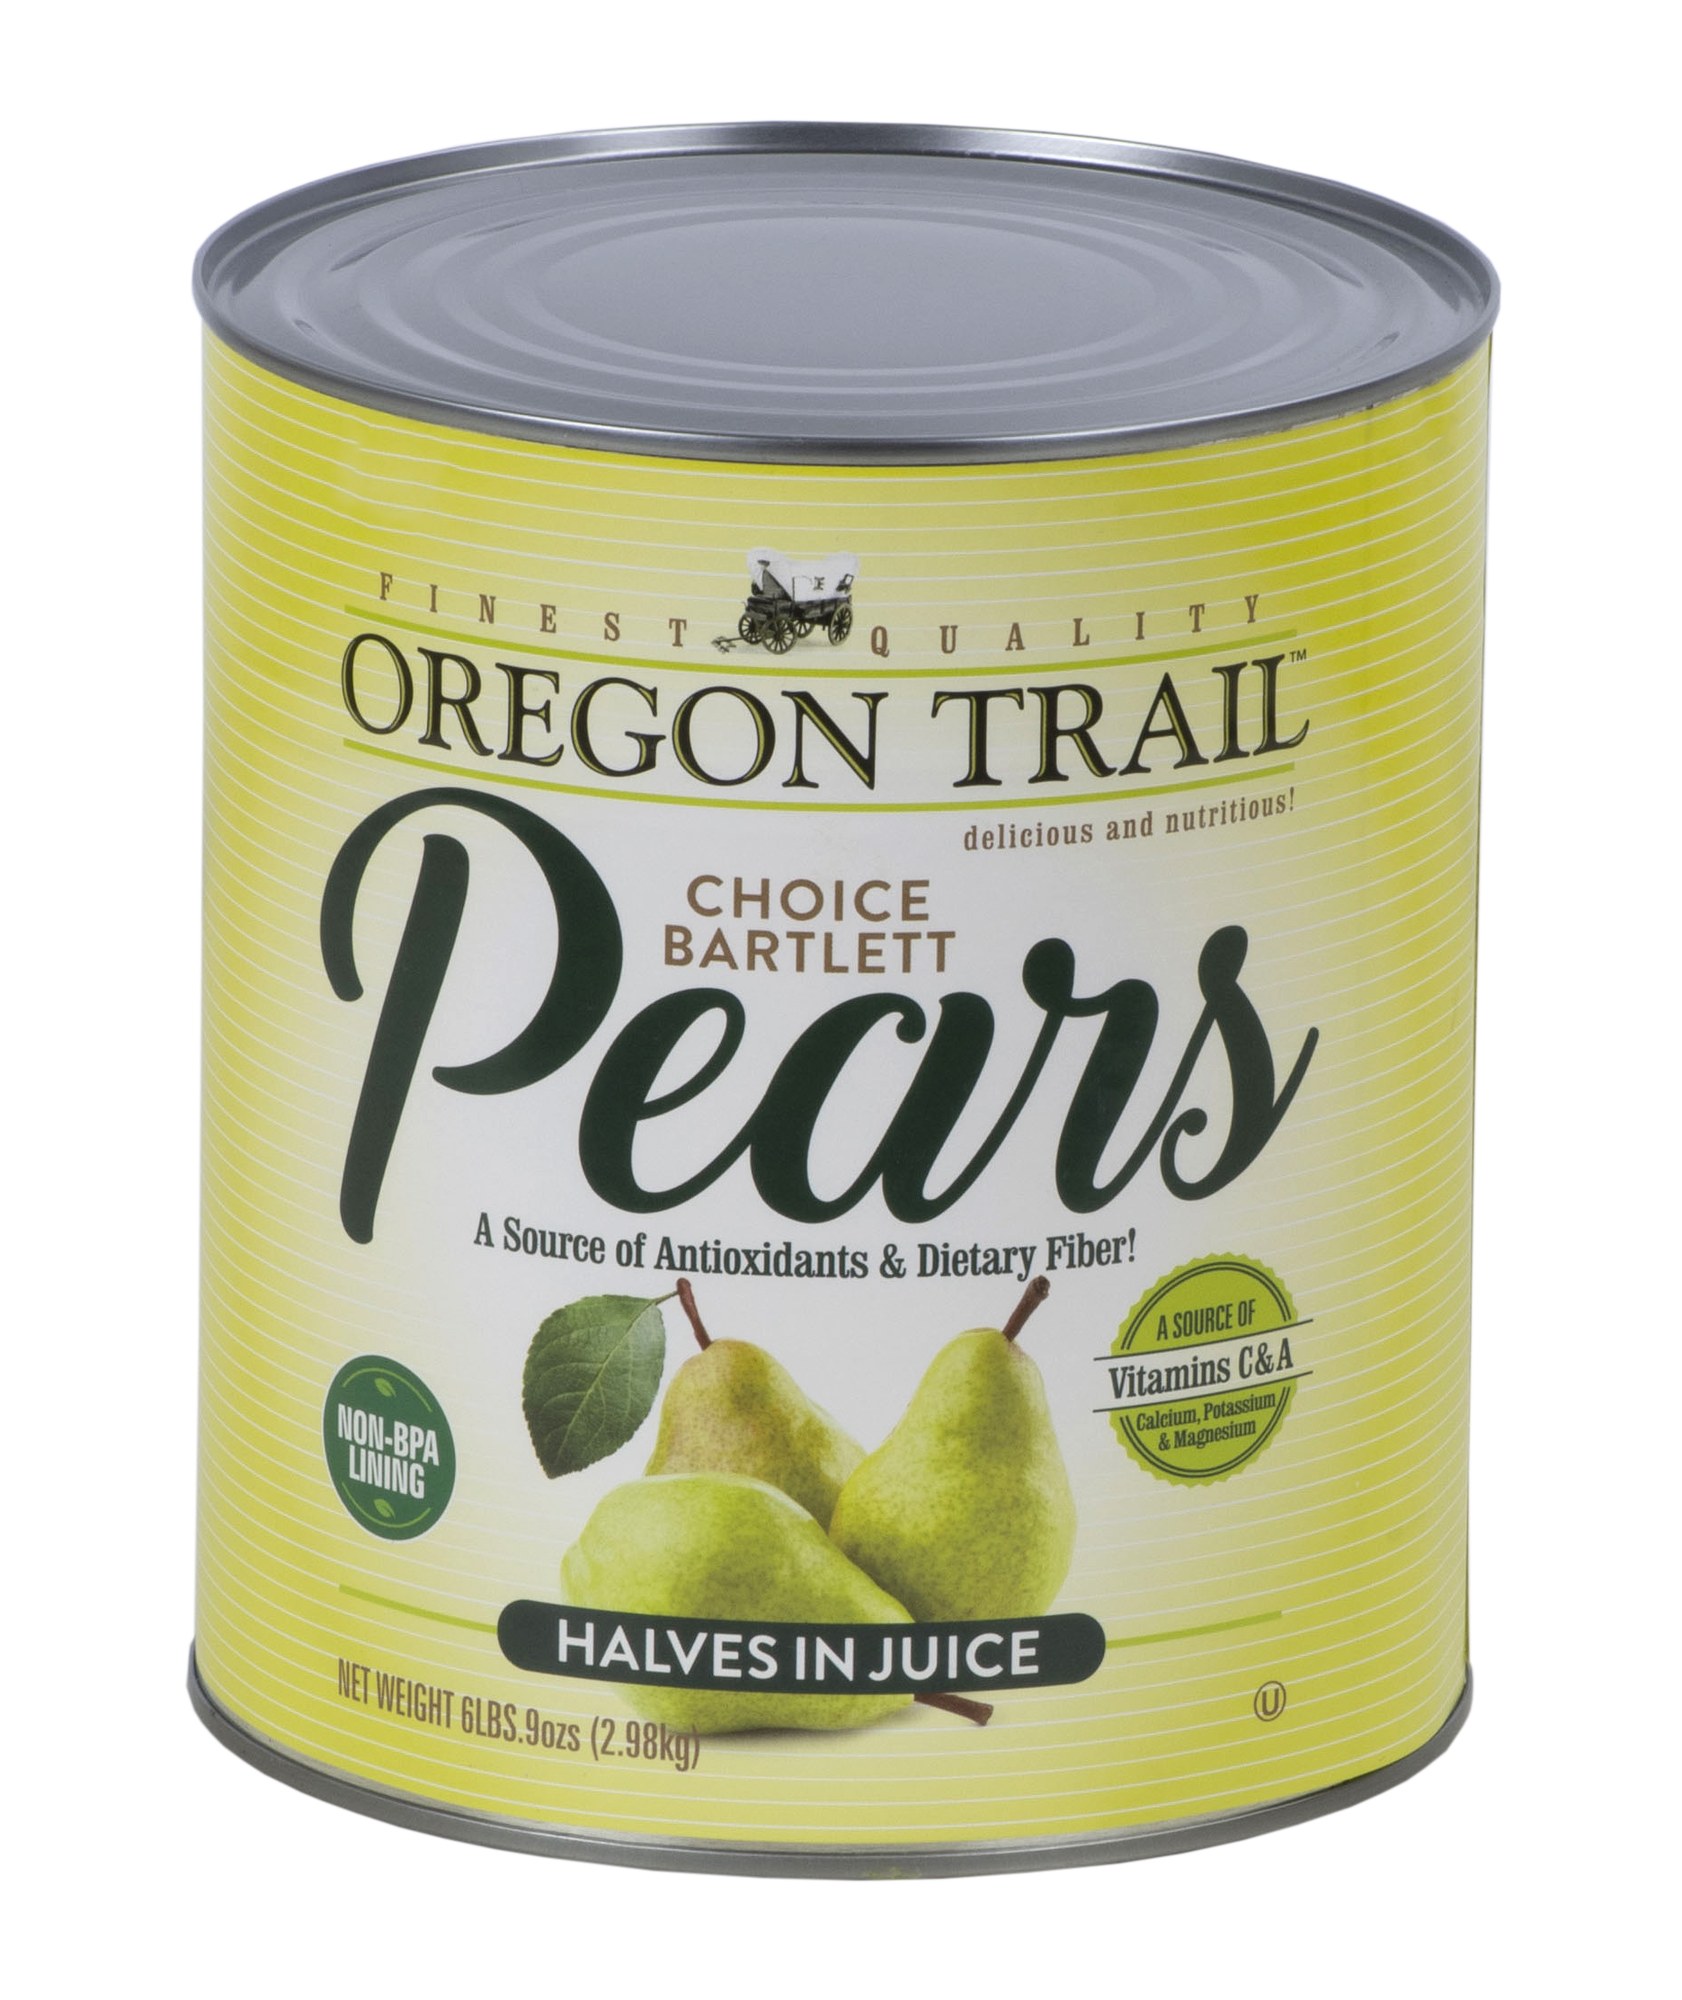 FINEST QUALITY
OREGON TRAIL™
delicious and nutritious!
CHOICE
BARTLETT
Pears
A Source of Antioxidants & Dietary Fiber!
A SOURCE OF
Vitamins C&A
Calcium, Potassium
& Magnesium
NON-BPA
LINING
HALVES IN JUICE
NET WEIGHT 6LBS.9ozs (2.98kg)
U